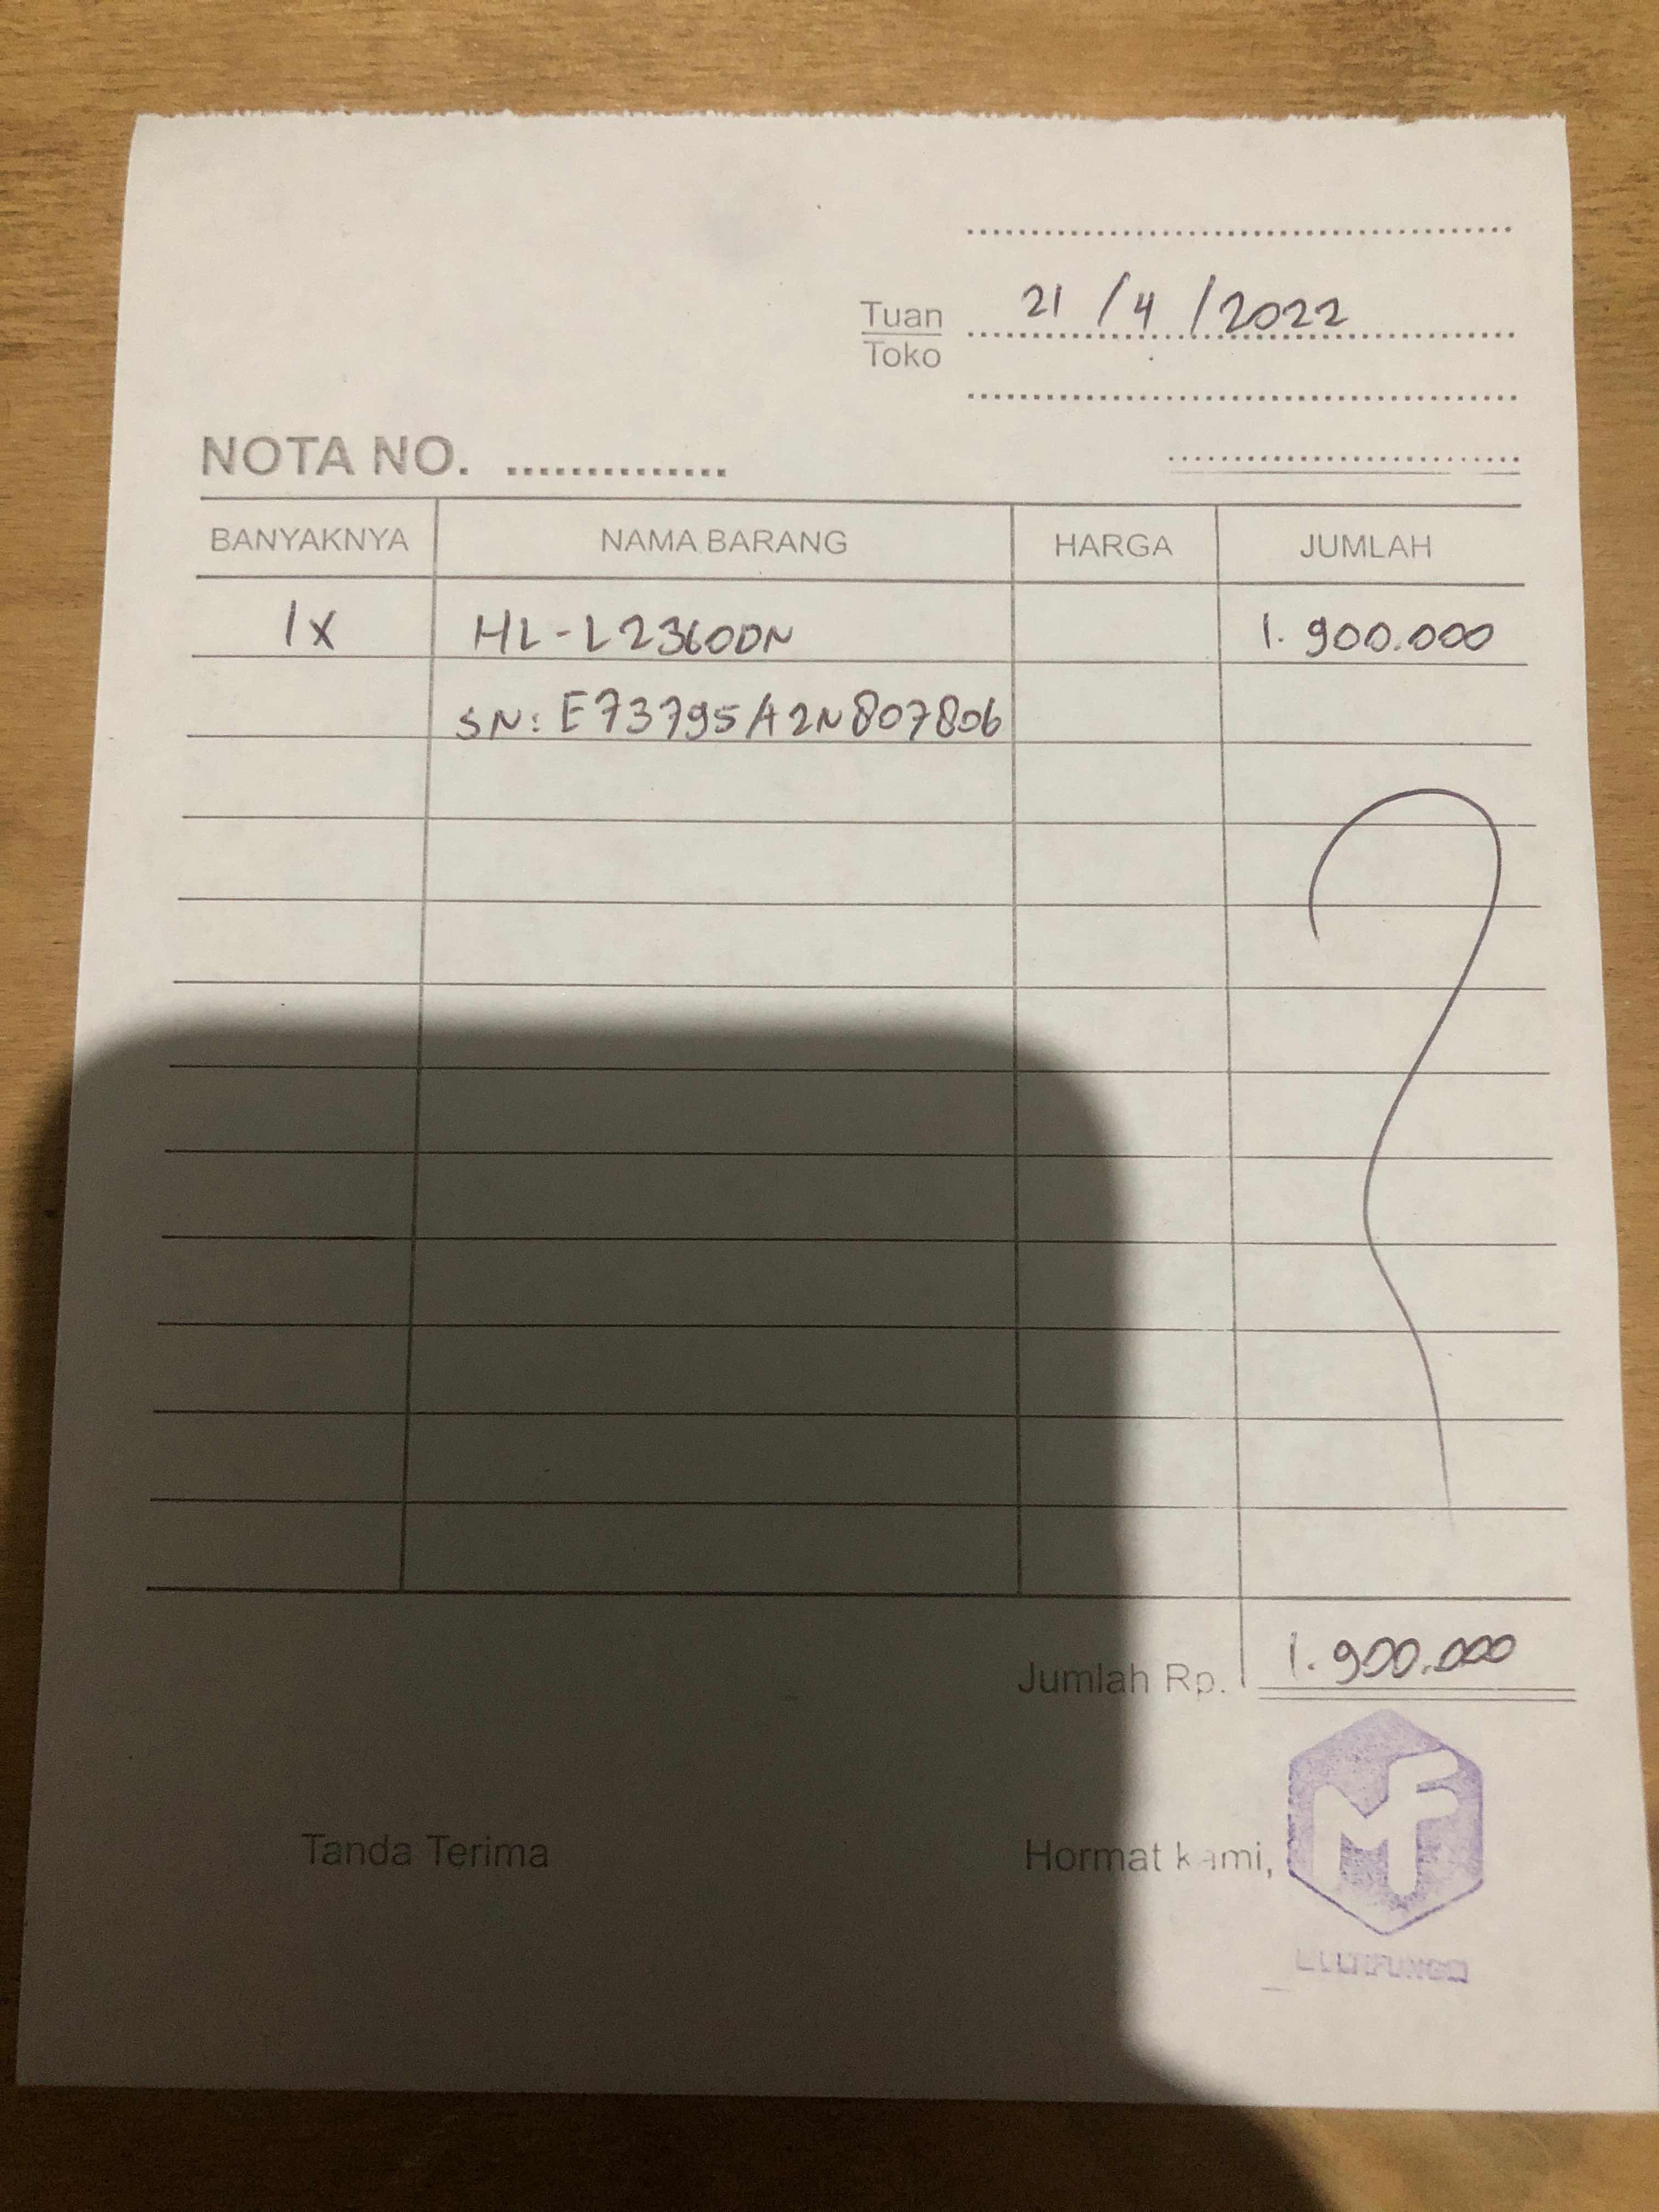 21 / 4 / 2022
Tuan
Toko
NOTA NO. ..............
BANYAKNYA NAMA BARANG HARGA JUMLAH
1x HL-L2360DN 1.900.000
SN: E73795A2N807806
Jumlah Rp. 1.900.000
Tanda Terima Hormat kami,
MF